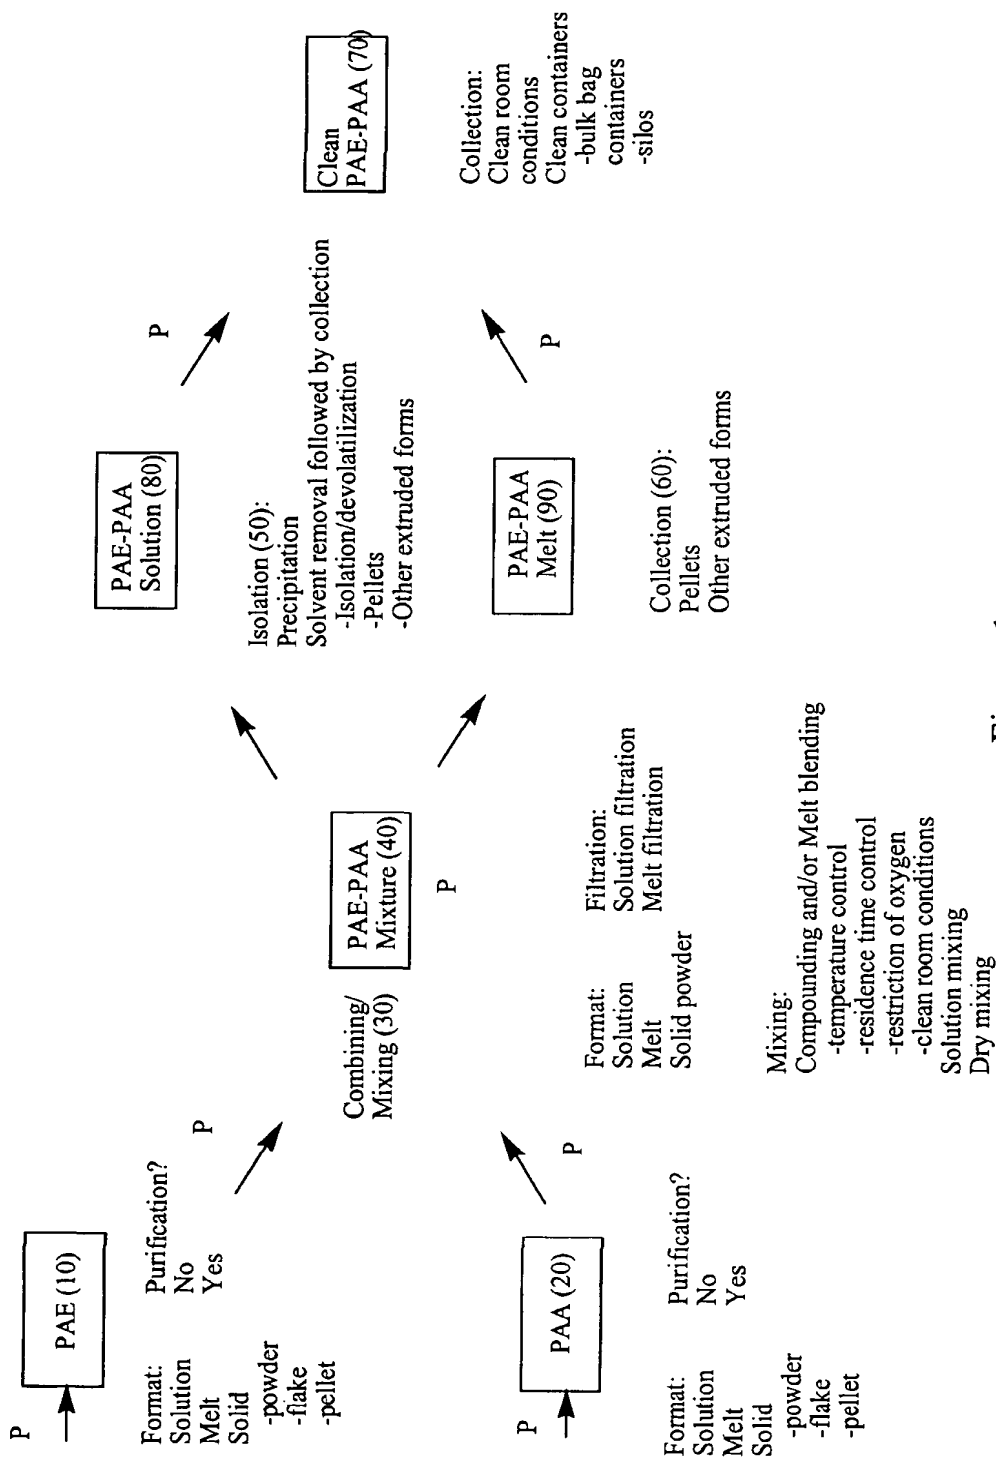 P
PAE (10)
Format:
Solution
Melt
Solid
-powder
-flake
-pellet
Purification?
No
Yes
P
P
PAA (20)
Format:
Solution
Melt
Solid
-powder
-flake
-pellet
Purification?
No
Yes
P
Combining/
Mixing (30)
PAE-PAA
Mixture (40)
P
Format:
Solution
Melt
Solid powder
Filtration:
Solution filtration
Melt filtration
Mixing:
Compounding and/or Melt blending
-temperature control
-residence time control
-restriction of oxygen
-clean room conditions
Solution mixing
Dry mixing
PAE-PAA
Solution (80)
P
Isolation (50):
Precipitation
Solvent removal followed by collection
-Isolation/devolatilization
-Pellets
-Other extruded forms
PAE-PAA
Melt (90)
P
Collection (60):
Pellets
Other extruded forms
Clean
PAE-PAA (70)
Collection:
Clean room
conditions
Clean containers
-bulk bag
containers
-silos